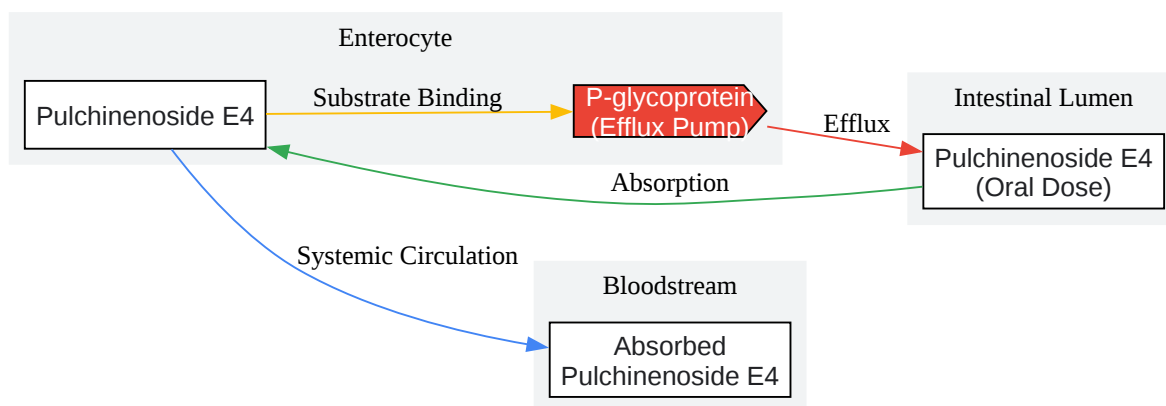 Enterocyte
Pulchinenoside E4
Substrate Binding
P-glycoprotein
(Efflux Pump)
Efflux
Intestinal Lumen
Pulchinenoside E4
(Oral Dose)
Absorption
Systemic Circulation
Bloodstream
Absorbed
Pulchinenoside E4